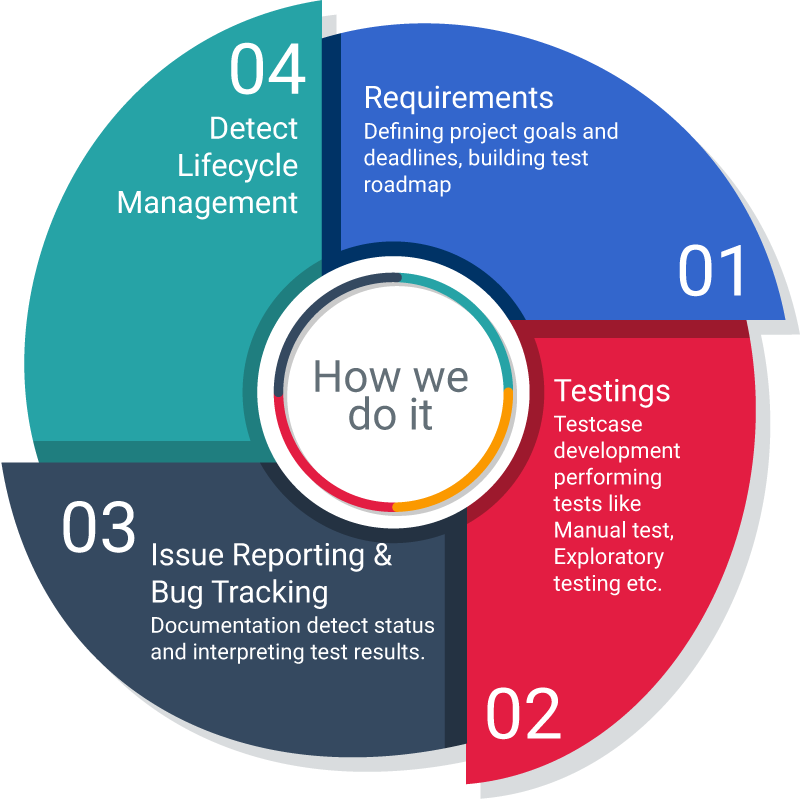 How we
do it
01
Requirements
Defining project goals and
deadlines, building test
roadmap
02
Testings
Testcase
development
performing
tests like
Manual test,
Exploratory
testing etc.
03
Issue Reporting &
Bug Tracking
Documentation detect status
and interpreting test results.
04
Detect
Lifecycle
Management